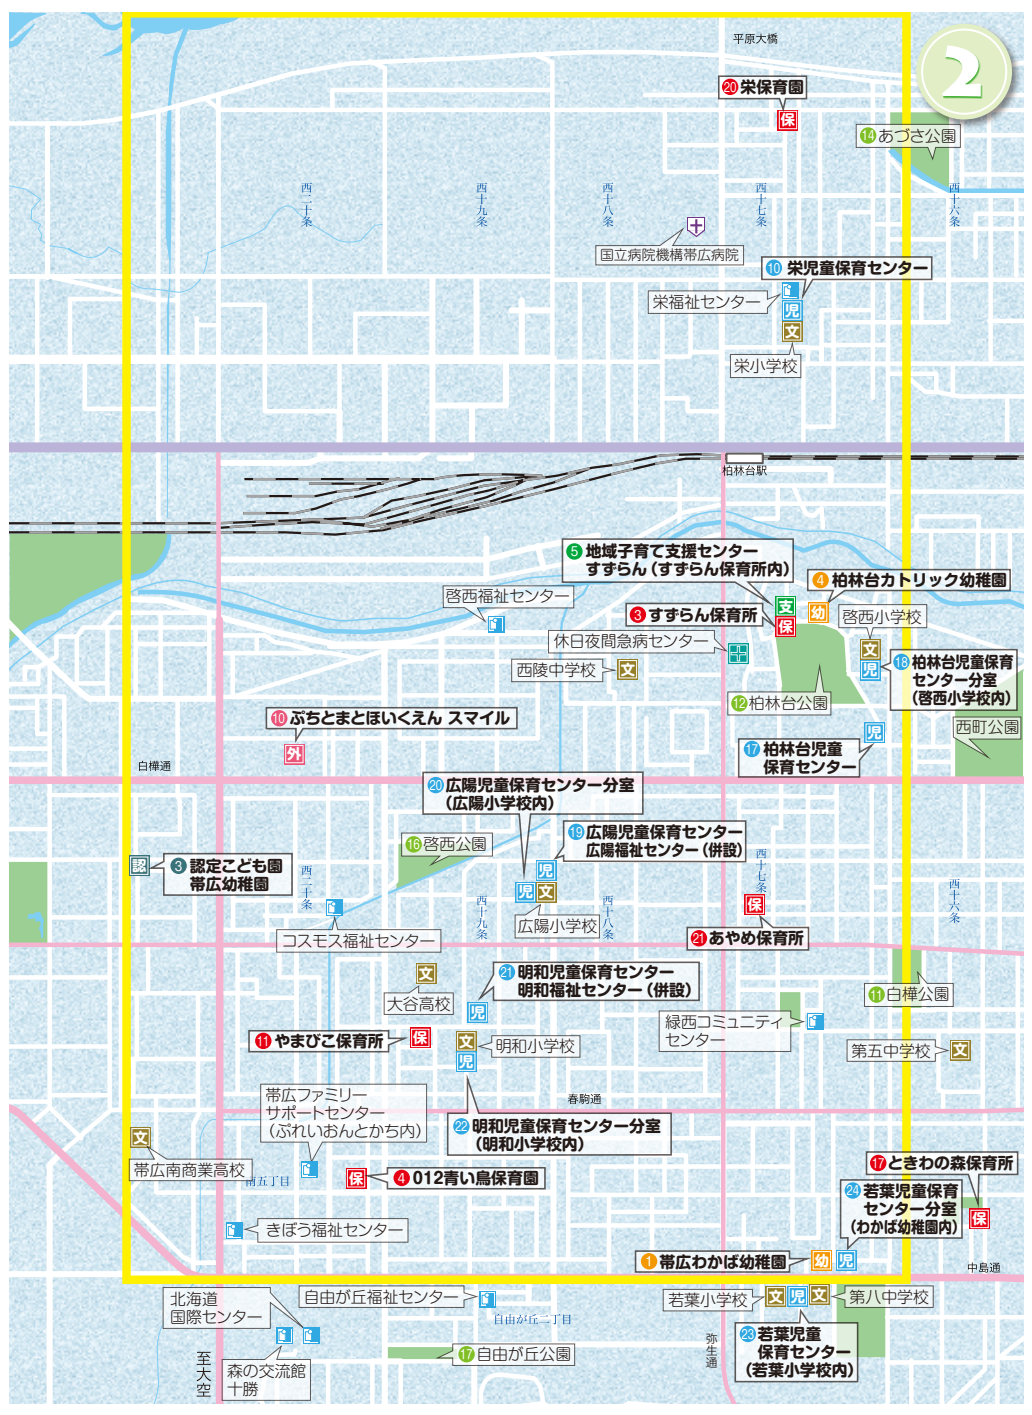 平原大橋
2
⑳栄保育園
⑭あづさ公園
西二十条
西十九条
西十八条
西十七条
西十六条
国立病院機構帯広病院
⑩ 栄児童保育センター
栄福祉センター
児
文
栄小学校
保
柏林台駅
⑤ 地域子育て支援センター
すずらん（すずらん保育所内）
④柏林台カトリック幼稚園
啓西福祉センター
支
幼
③すずらん保育所
保
啓西小学校
休日夜間急病センター
文
児
西陵中学校
文
⑱柏林台児童保育
センター分室
（啓西小学校内）
⑫柏林台公園
⑩ぷちとまとほいくえん スマイル
外
児
西町公園
⑰柏林台児童
保育センター
白樺通
⑳広陽児童保育センター分室
（広陽小学校内）
⑲広陽児童保育センター
広陽福祉センター（併設）
⑯啓西公園
認
③ 認定こども園
帯広幼稚園
西二十条
西十九条
西十八条
西十七条
西十六条
児
児
文
広陽小学校
保
コスモス福祉センター
㉑あやめ保育所
文
大谷高校
㉑明和児童保育センター
明和福祉センター（併設）
児
⑪白樺公園
緑西コミュニティ
センター
⑪やまびこ保育所
保
文
児
明和小学校
第五中学校
文
帯広ファミリー
サポートセンター
（ぷれいおんとかち内）
春駒通
㉒明和児童保育センター分室
（明和小学校内）
文
帯広南商業高校
南五丁目
保
④012青い鳥保育園
⑰ときわの森保育所
㉔若葉児童保育
センター分室
（わかば幼稚園内）
保
きぼう福祉センター
①帯広わかば幼稚園
幼
児
中島通
北海道
国際センター
自由が丘福祉センター
自由が丘二丁目
若葉小学校
文
児
文
第八中学校
㉓若葉児童
保育センター
（若葉小学校内）
弥生通
至大空
森の交流館
十勝
⑰自由が丘公園